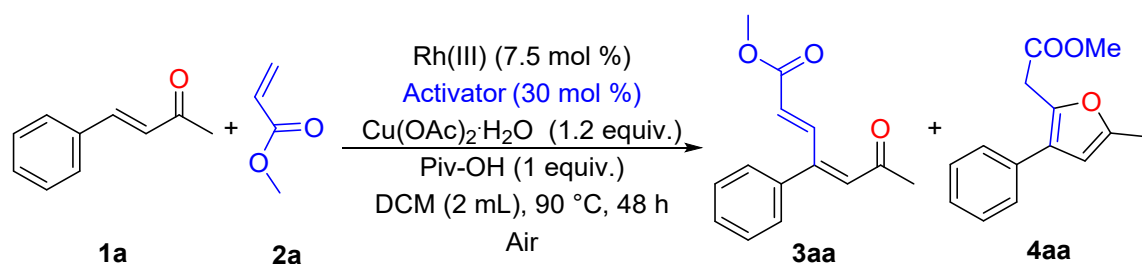 Rh(III) (7.5 mol %)
Activator (30 mol %)
Cu(OAc)₂·H₂O (1.2 equiv.)
Piv-OH (1 equiv.)
DCM (2 mL), 90 °C, 48 h
Air
O
+
O
O
O
O
O
+
COOMe
O
1a
2a
3aa
4aa